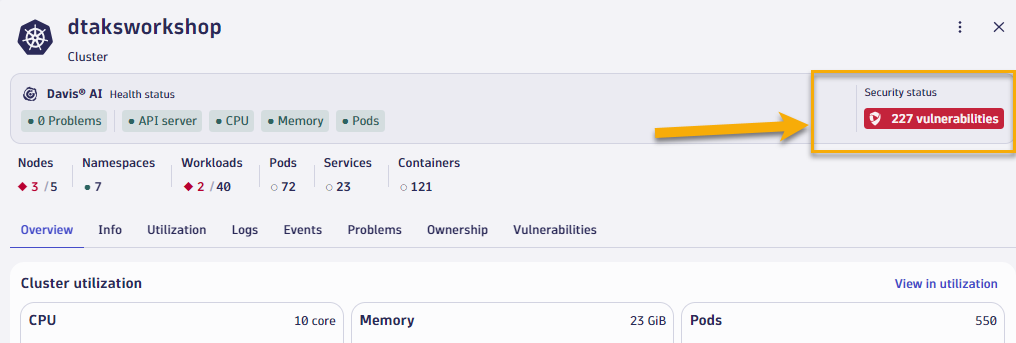 dtaksworkshop
Cluster
Davis® AI Health status
Security status
0 Problems API server CPU Memory Pods
227 vulnerabilities
Nodes Namespaces Workloads Pods Services Containers
3 /5 7 2 /40 72 23 121
Overview Info Utilization Logs Events Problems Ownership Vulnerabilities
Cluster utilization View in utilization
CPU 10 core Memory 23 GiB Pods 550